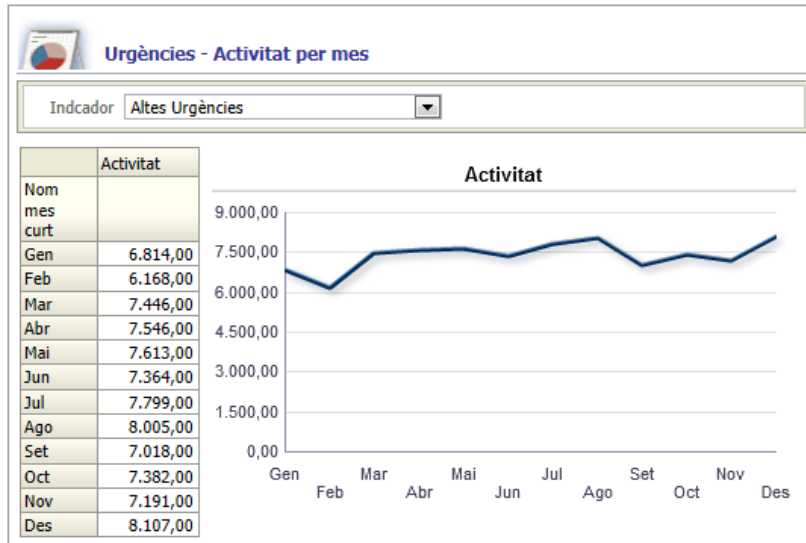 Urgències - Activitat per mes
Indcador Altes Urgències
Activitat
Nom
mes
curt
Gen 6.814,00
Feb 6.168,00
Mar 7.446,00
Abr 7.546,00
Mai 7.613,00
Jun 7.364,00
Jul 7.799,00
Ago 8.005,00
Set 7.018,00
Oct 7.382,00
Nov 7.191,00
Des 8.107,00
Activitat
9.000,00
7.500,00
6.000,00
4.500,00
3.000,00
1.500,00
0,00
Gen Mar Mai Jul Set Nov
Feb Abr Jun Ago Oct Des